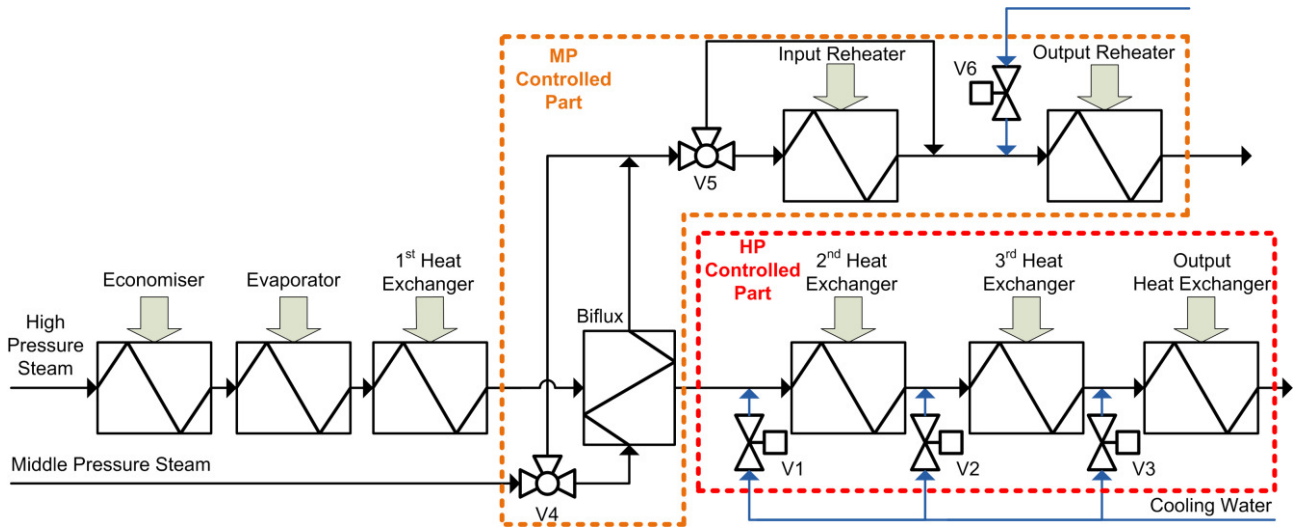 MP
Controlled
Part
Input Reheater
V6
Output Reheater
V5
HP
Controlled
Part
Economiser
Evaporator
1st Heat
Exchanger
Biflux
2nd Heat
Exchanger
3rd Heat
Exchanger
Output
Heat Exchanger
High
Pressure
Steam
Middle Pressure Steam
V4
V1
V2
V3
Cooling Water